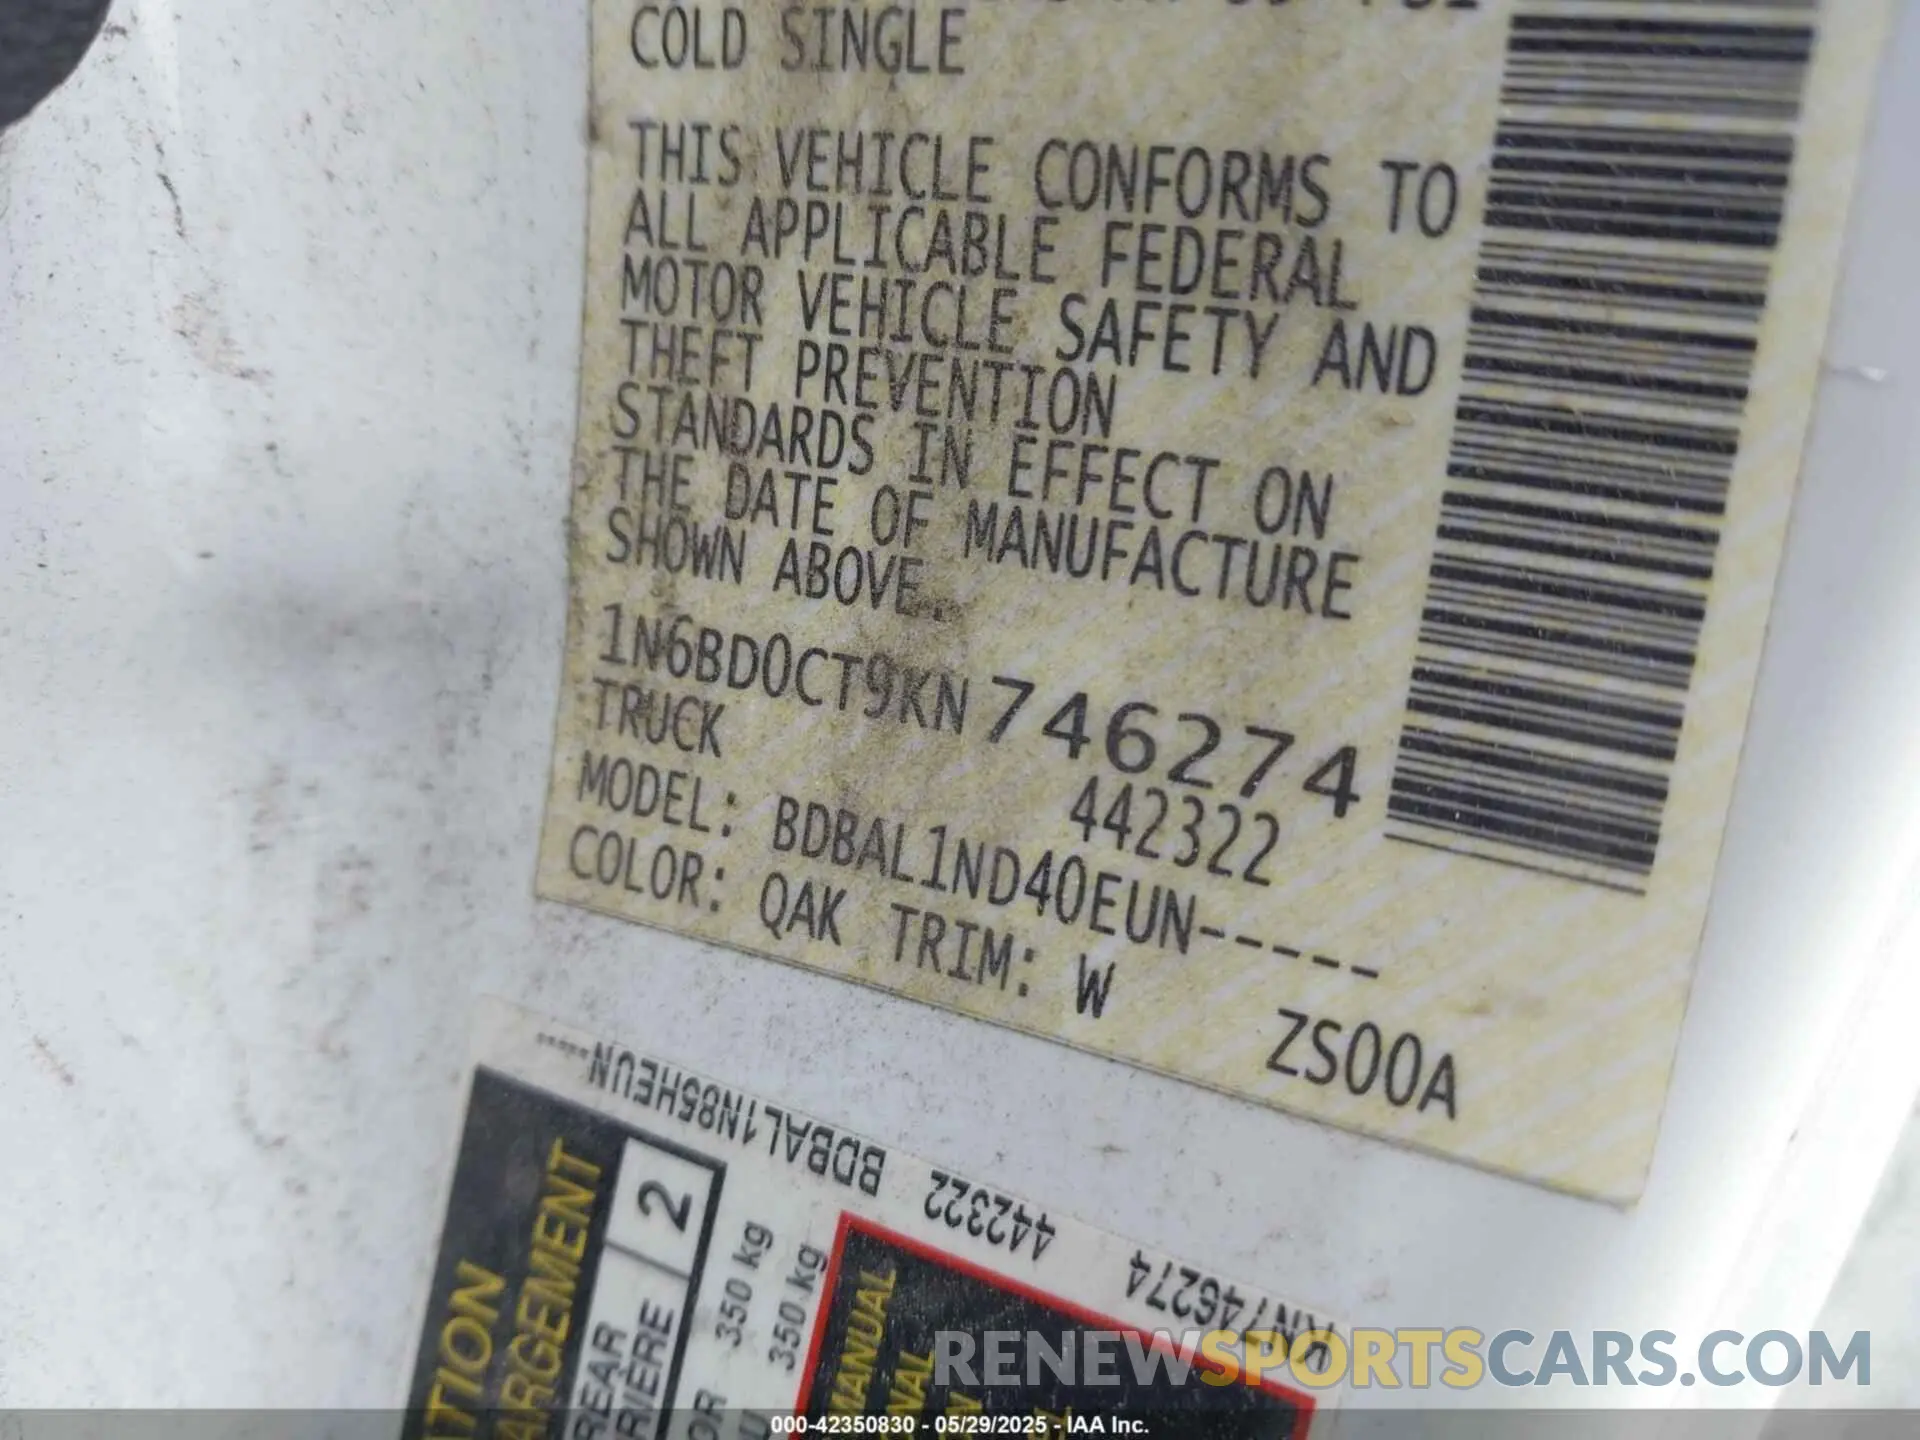 COLD SINGLE
THIS VEHICLE CONFORMS TO
ALL APPLICABLE FEDERAL
MOTOR VEHICLE SAFETY AND
THEFT PREVENTION
STANDARDS IN EFFECT ON
THE DATE OF MANUFACTURE
SHOWN ABOVE.
1N6BD0CT9KN746274
TRUCK 442322
MODEL: BDBAL1ND40EUN-----
COLOR: QAK TRIM: W
ZS00A
KN746274 442322 BDBAL1N85HEUN-----
ARGEMENT
REAR
2
350 kg
350 kg
MANUAL
RENEWSPORTSCARS.COM
000-42350830 - 05/29/2025 - IAA Inc.